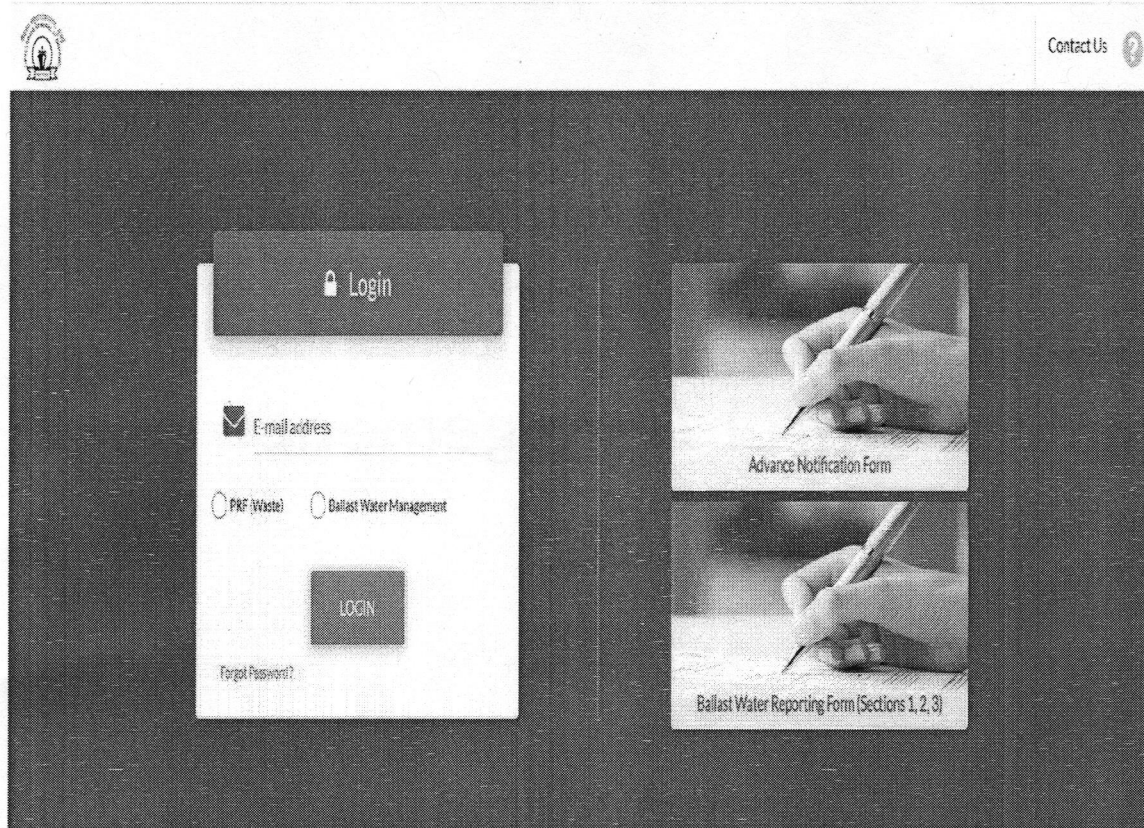 Contact Us ?
Login
E-mail address
PRF (Waste) Ballast Water Management
LOGIN
Forgot Password?
Advance Notification Form
Ballast Water Reporting Form (Sections 1, 2, 3)